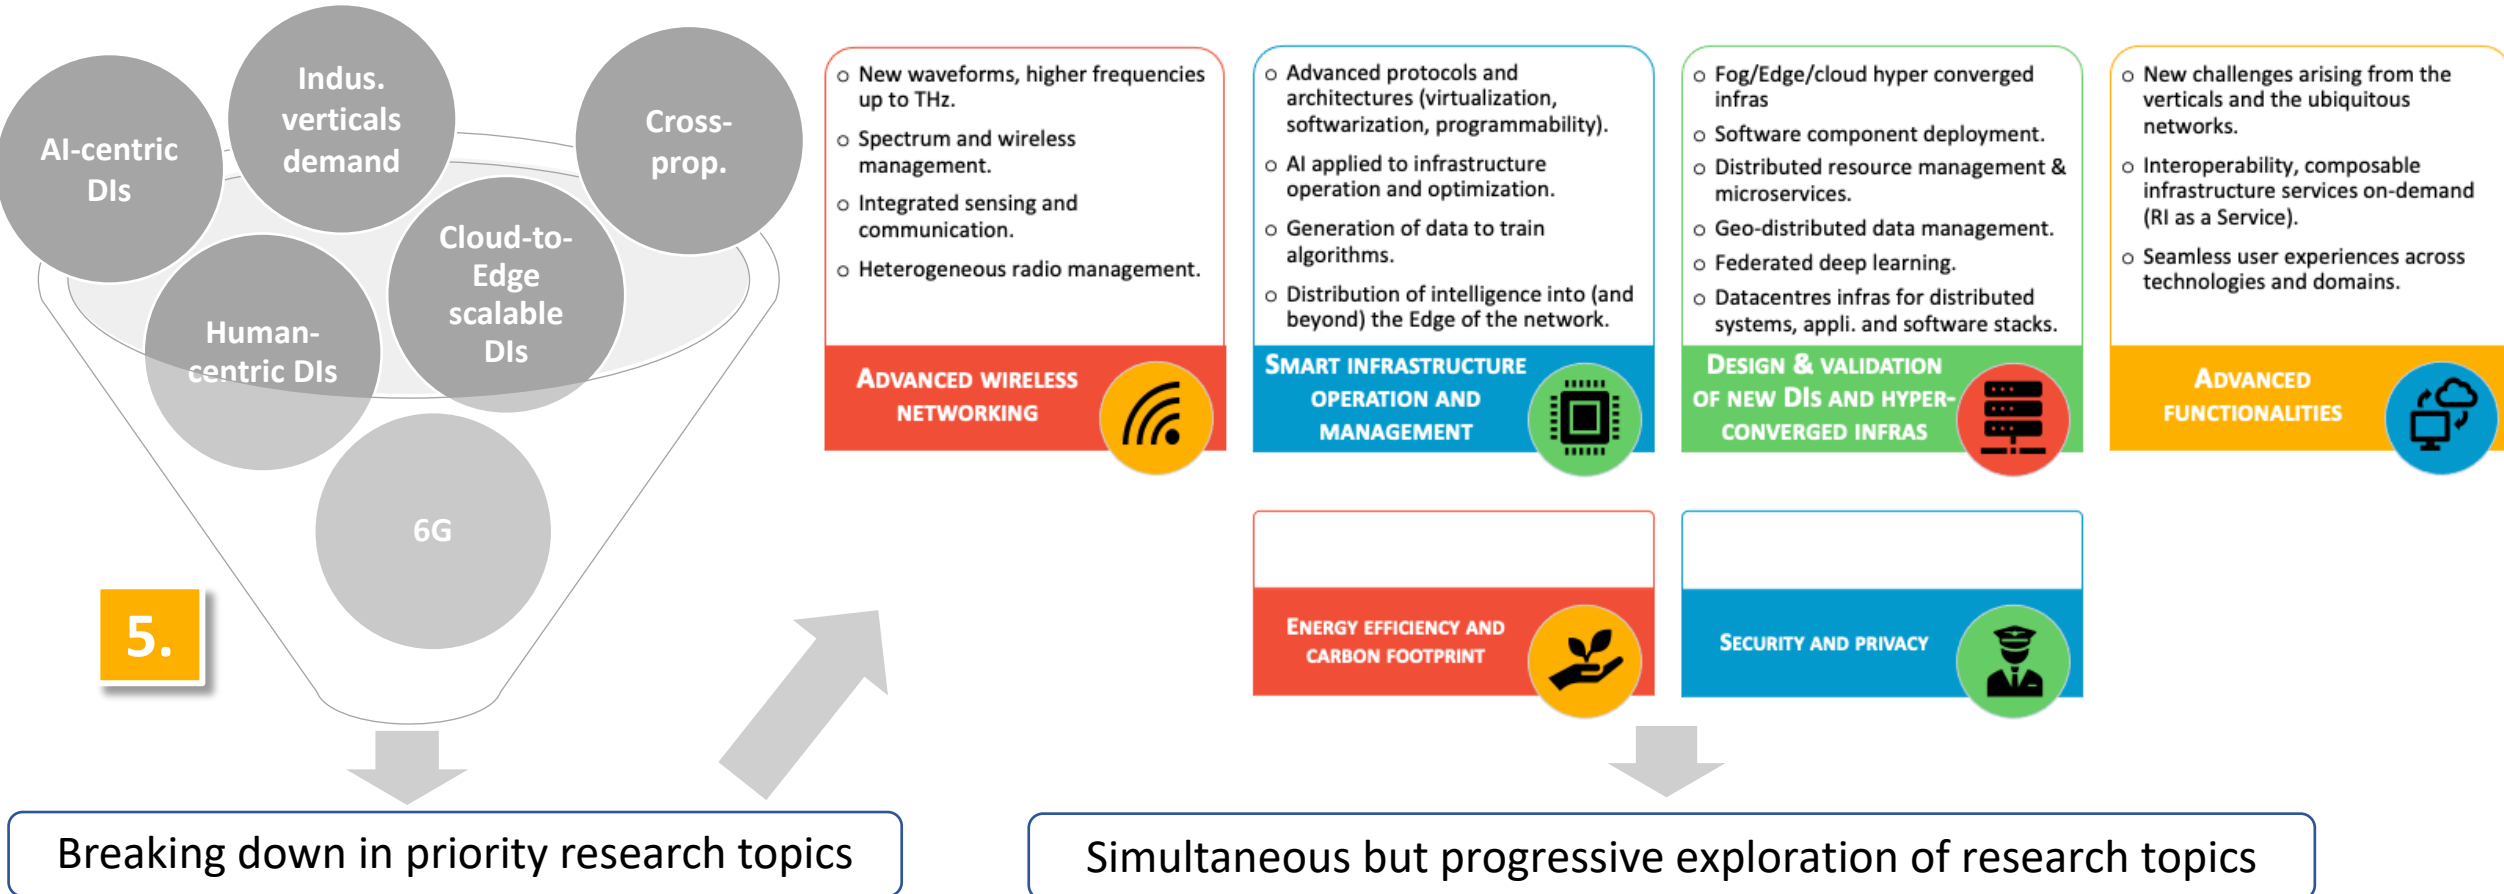 AI-centric
DIs
Indus.
verticals
demand
Cross-
prop.
Human-
centric DIs
Cloud-to-
Edge
scalable
DIs
6G
5.
Breaking down in priority research topics
○ New waveforms, higher frequencies
up to THz.
○ Spectrum and wireless
management.
○ Integrated sensing and
communication.
○ Heterogeneous radio management.
ADVANCED WIRELESS
NETWORKING
○ Advanced protocols and
architectures (virtualization,
softwarization, programmability).
○ AI applied to infrastructure
operation and optimization.
○ Generation of data to train
algorithms.
○ Distribution of intelligence into (and
beyond) the Edge of the network.
SMART INFRASTRUCTURE
OPERATION AND
MANAGEMENT
○ Fog/Edge/cloud hyper converged
infras
○ Software component deployment.
○ Distributed resource management &
microservices.
○ Geo-distributed data management.
○ Federated deep learning.
○ Datacentres infras for distributed
systems, appli. and software stacks.
DESIGN & VALIDATION
OF NEW DIS AND HYPER-
CONVERGED INFRAS
○ New challenges arising from the
verticals and the ubiquitous
networks.
○ Interoperability, composable
infrastructure services on-demand
(RI as a Service).
○ Seamless user experiences across
technologies and domains.
ADVANCED
FUNCTIONALITIES
ENERGY EFFICIENCY AND
CARBON FOOTPRINT
SECURITY AND PRIVACY
Simultaneous but progressive exploration of research topics